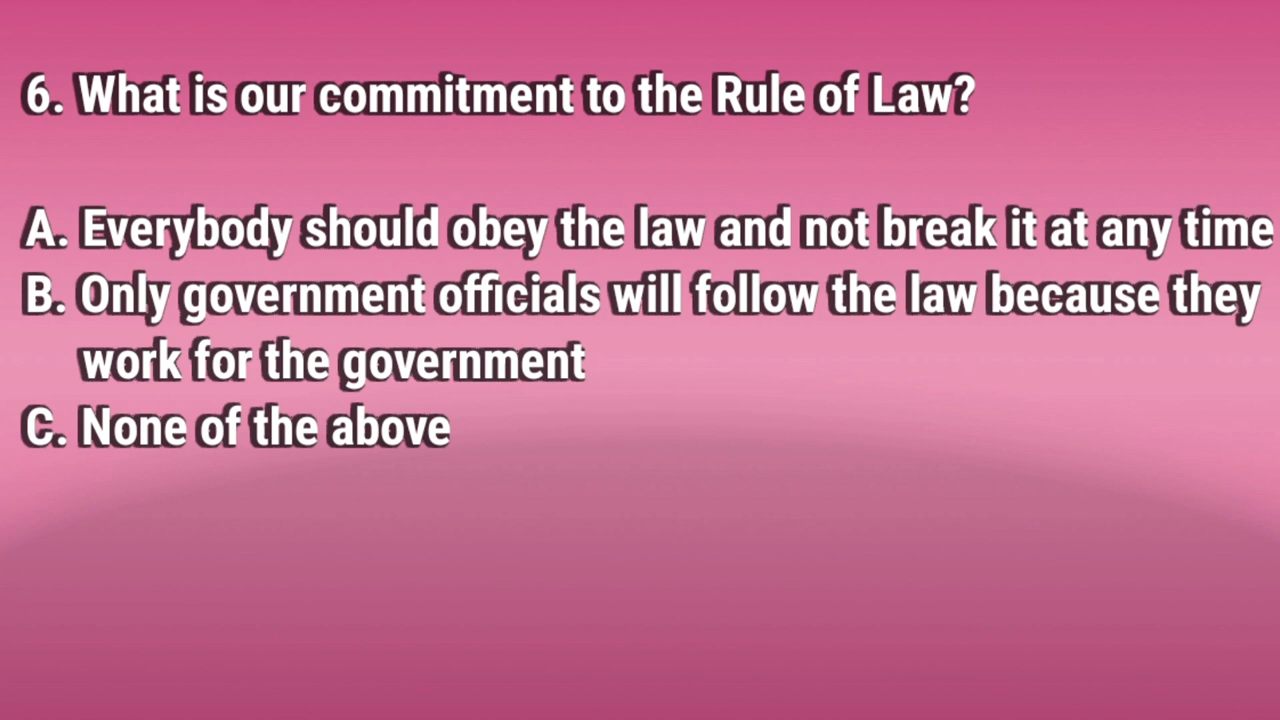 6. What is our commitment to the Rule of Law?
A. Everybody should obey the law and not break it at any time
B. Only government officials will follow the law because they
work for the government
C. None of the above